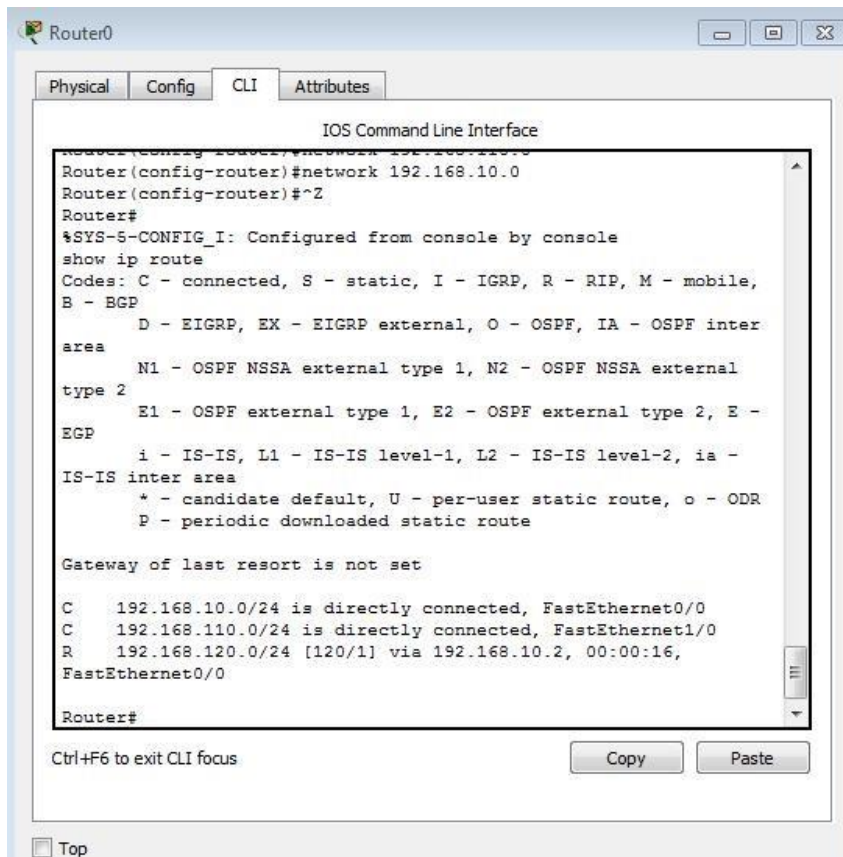 Router0
Physical Config CLI Attributes
IOS Command Line Interface
Router(config-router)#network 192.168.110.0
Router(config-router)#network 192.168.10.0
Router(config-router)#^Z
Router#
%SYS-5-CONFIG_I: Configured from console by console
show ip route
Codes: C - connected, S - static, I - IGRP, R - RIP, M - mobile,
B - BGP
D - EIGRP, EX - EIGRP external, O - OSPF, IA - OSPF inter
area
N1 - OSPF NSSA external type 1, N2 - OSPF NSSA external
type 2
E1 - OSPF external type 1, E2 - OSPF external type 2, E -
EGP
i - IS-IS, L1 - IS-IS level-1, L2 - IS-IS level-2, ia -
IS-IS inter area
* - candidate default, U - per-user static route, o - ODR
P - periodic downloaded static route
Gateway of last resort is not set
C 192.168.10.0/24 is directly connected, FastEthernet0/0
C 192.168.110.0/24 is directly connected, FastEthernet1/0
R 192.168.120.0/24 [120/1] via 192.168.10.2, 00:00:16,
FastEthernet0/0
Router#
Ctrl+F6 to exit CLI focus
Copy Paste
Top